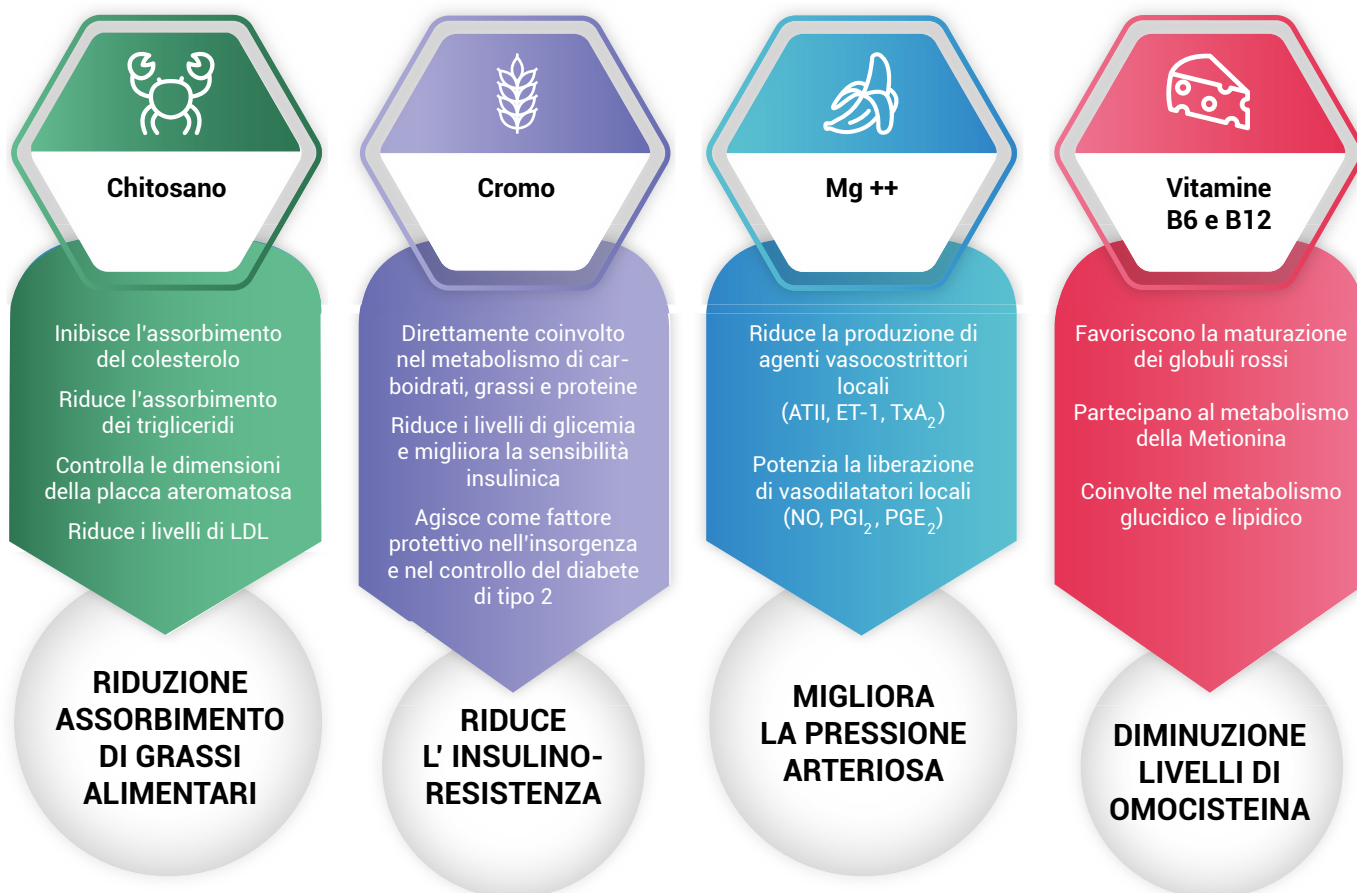 Chitosano
Inibisce l'assorbimento
del colesterolo
Riduce l'assorbimento
dei trigliceridi
Controlla le dimensioni
della placca ateromatosa
Riduce i livelli di LDL
RIDUZIONE
ASSORBIMENTO
DI GRASSI
ALIMENTARI
Cromo
Direttamente coinvolto
nel metabolismo di car-
boidrati, grassi e proteine
Riduce i livelli di glicemia
e migliiora la sensibilità
insulinica
Agisce come fattore
protettivo nell'insorgenza
e nel controllo del diabete
di tipo 2
RIDUCE
L' INSULINO-
RESISTENZA
Mg ++
Riduce la produzione di
agenti vasocostrittori
locali
(ATII, ET-1, TxA₂)
Potenzia la liberazione
di vasodilatatori locali
(NO, PGI₂, PGE₂)
MIGLIORA
LA PRESSIONE
ARTERIOSA
Vitamine
B6 e B12
Favoriscono la maturazione
dei globuli rossi
Partecipano al metabolismo
della Metionina
Coinvolte nel metabolismo
glucidico e lipidico
DIMINUZIONE
LIVELLI DI
OMOCISTEINA